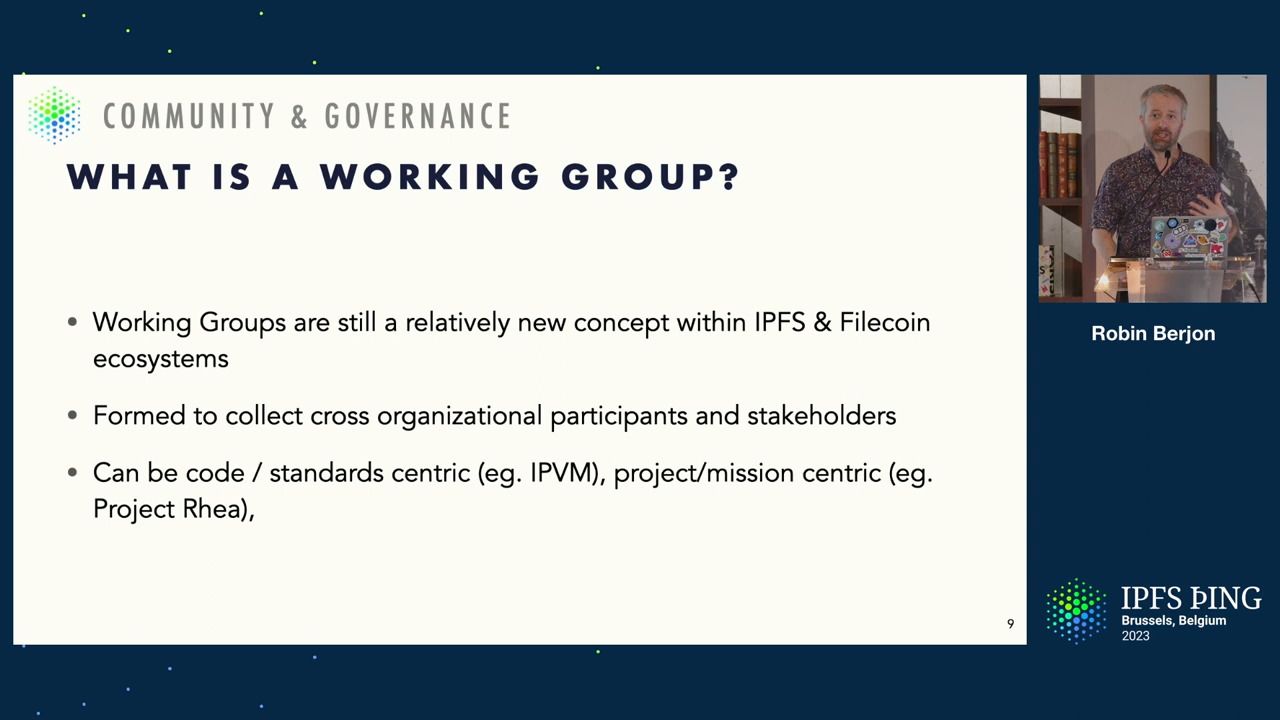 COMMUNITY & GOVERNANCE
WHAT IS A WORKING GROUP?
• Working Groups are still a relatively new concept within IPFS & Filecoin
ecosystems
• Formed to collect cross organizational participants and stakeholders
• Can be code / standards centric (eg. IPVM), project/mission centric (eg.
Project Rhea),
9
Robin Berjon
IPFS ÞING
Brussels, Belgium
2023